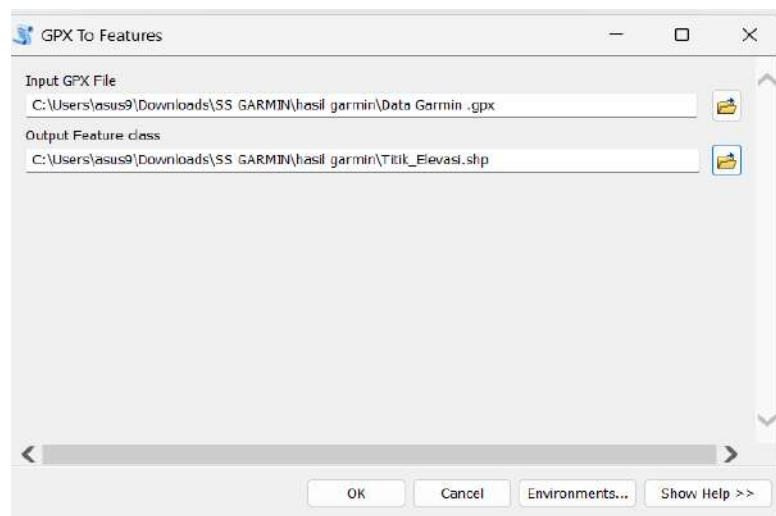 GPX To Features
Input GPX File
C:\Users\asus9\Downloads\SS GARMIN\hasil garmin\Data Garmin .gpx
Output Feature class
C:\Users\asus9\Downloads\SS GARMIN\hasil garmin\Titik_Elevasi.shp
OK Cancel Environments... Show Help >>